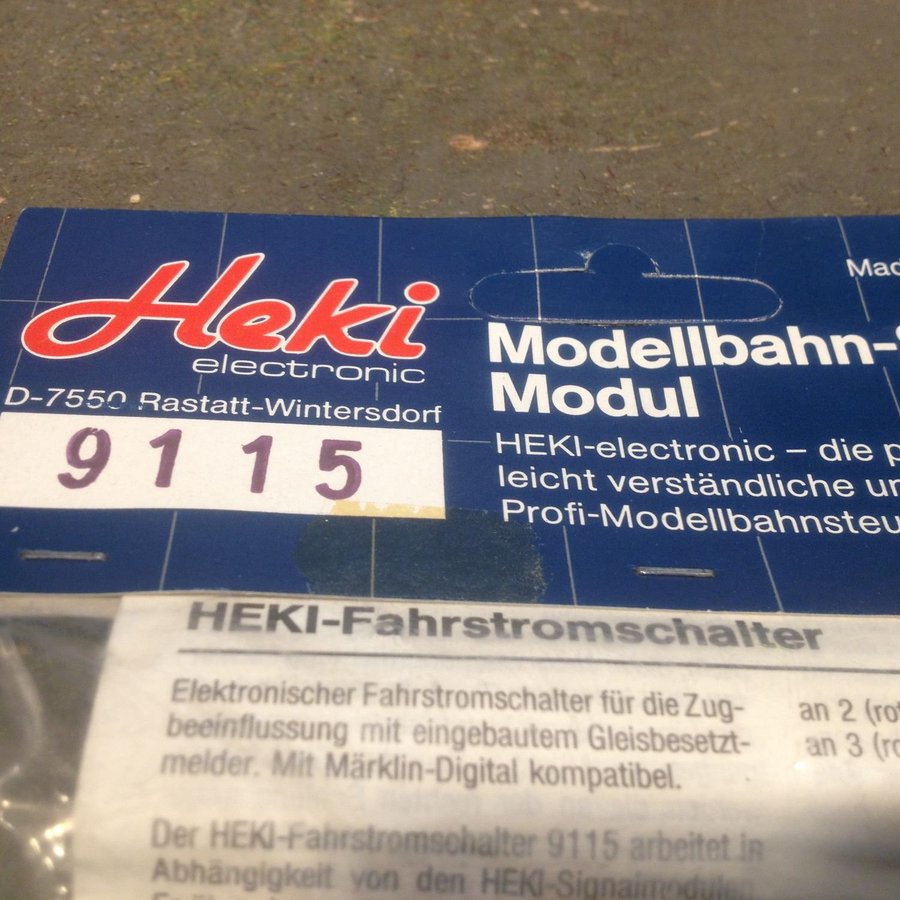 Heki
electronic
D-7550 Rastatt-Wintersdorf
9115
Modellbahn-
Modul
HEKI-electronic – die
leicht verständliche
Profi-Modellbahnsteu
HEKI-Fahrstromschalter
Elektronischer Fahrstromschalter für die Zug-
beeinflussung mit eingebautem Gleisbesetzt-
melder. Mit Märklin-Digital kompatibel.
Der HEKI-Fahrstromschalter 9115 arbeitet in
Abhängigkeit von den HEKI-Signalmodulen
an 2
an 3